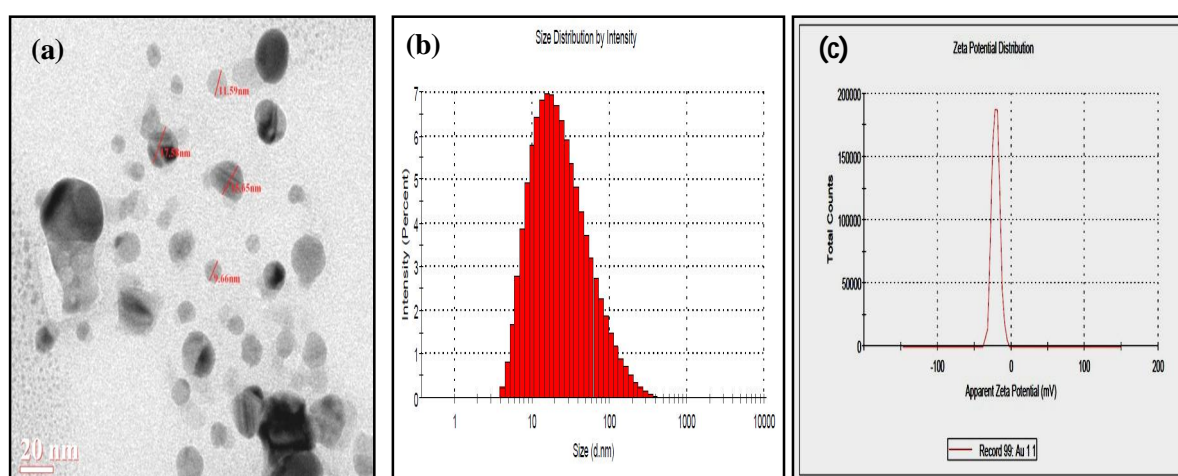 (a)
11.59nm
9.66nm
20 nm
(b)
Size Distribution by Intensity
Intensity (Percent)
7
6
5
4
3
2
1
0
1
10
100
1000
10000
Size (d.nm)
(c)
Zeta Potential Distribution
Total Counts
200000
150000
100000
50000
0
-100
0
100
200
Apparent Zeta Potential (mV)
Record 99: Au 1 1